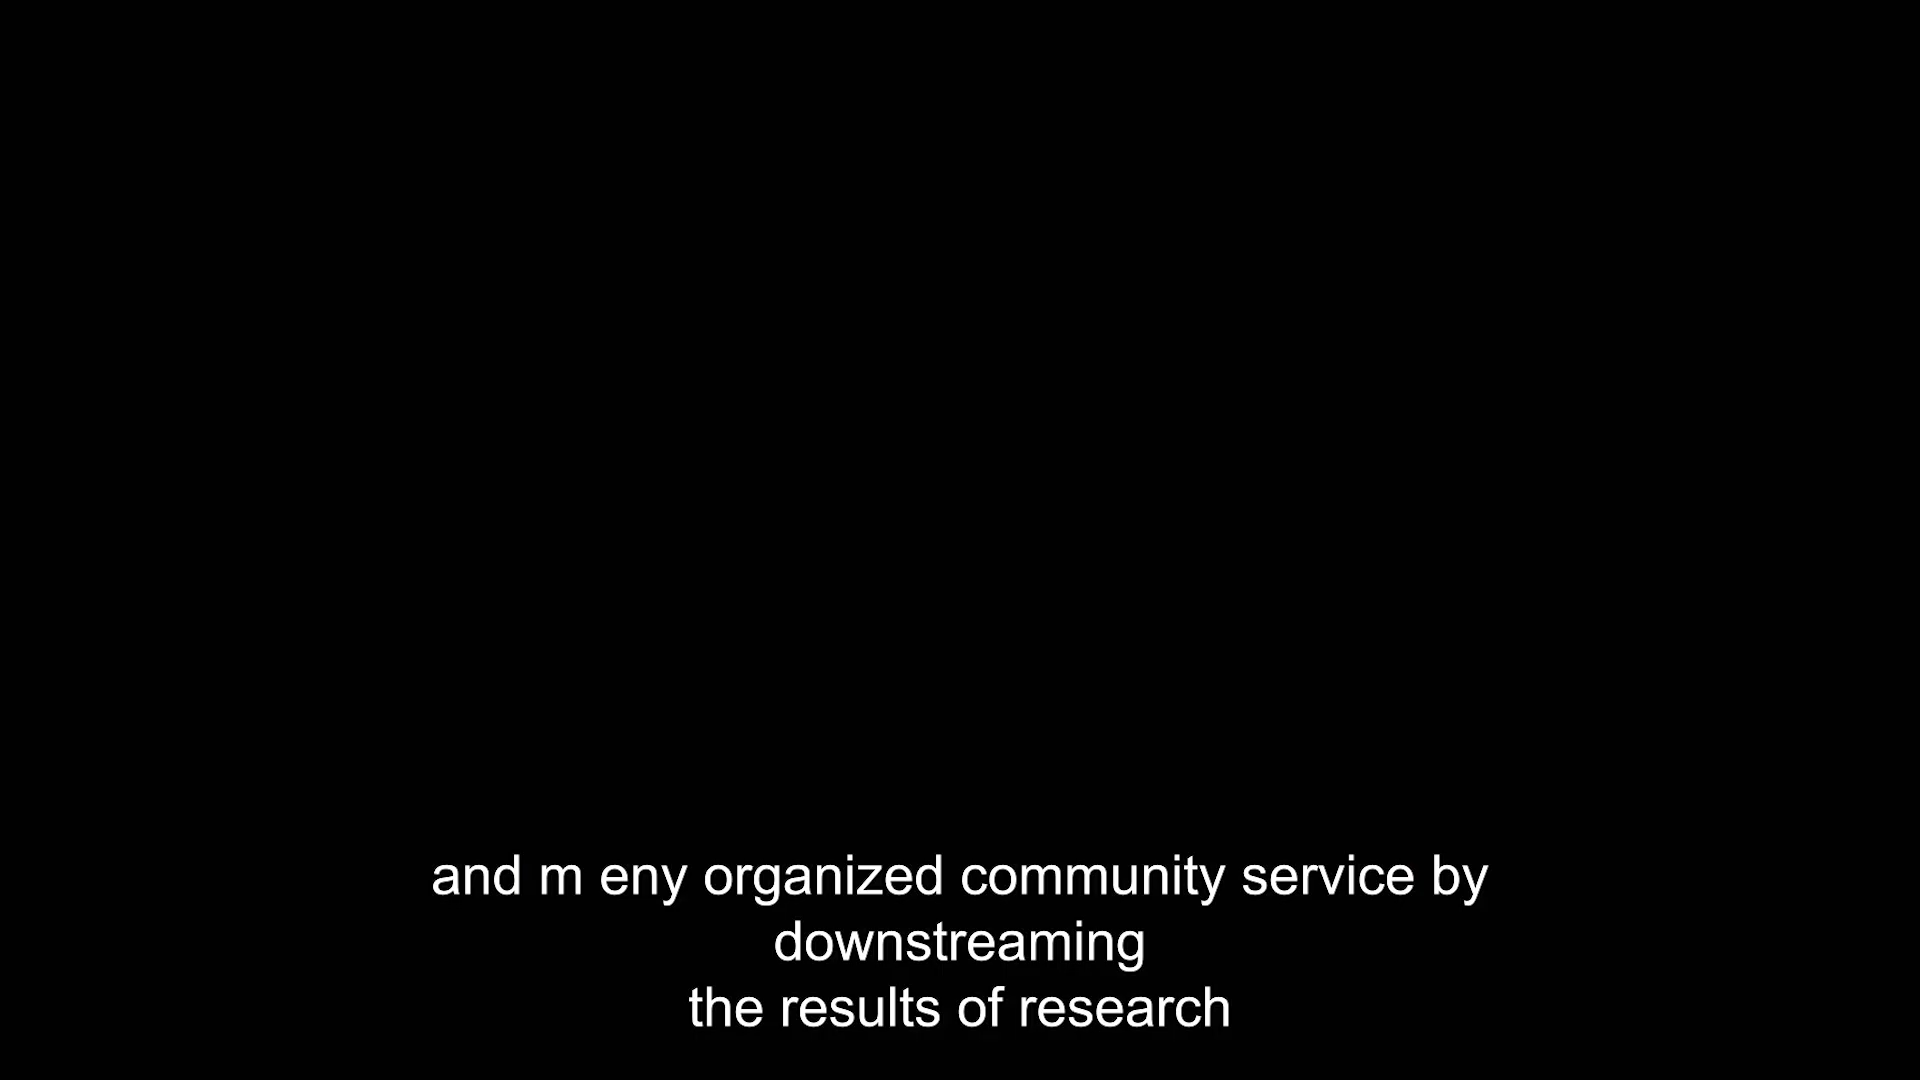 and m eny organized community service by
downstreaming
the results of research